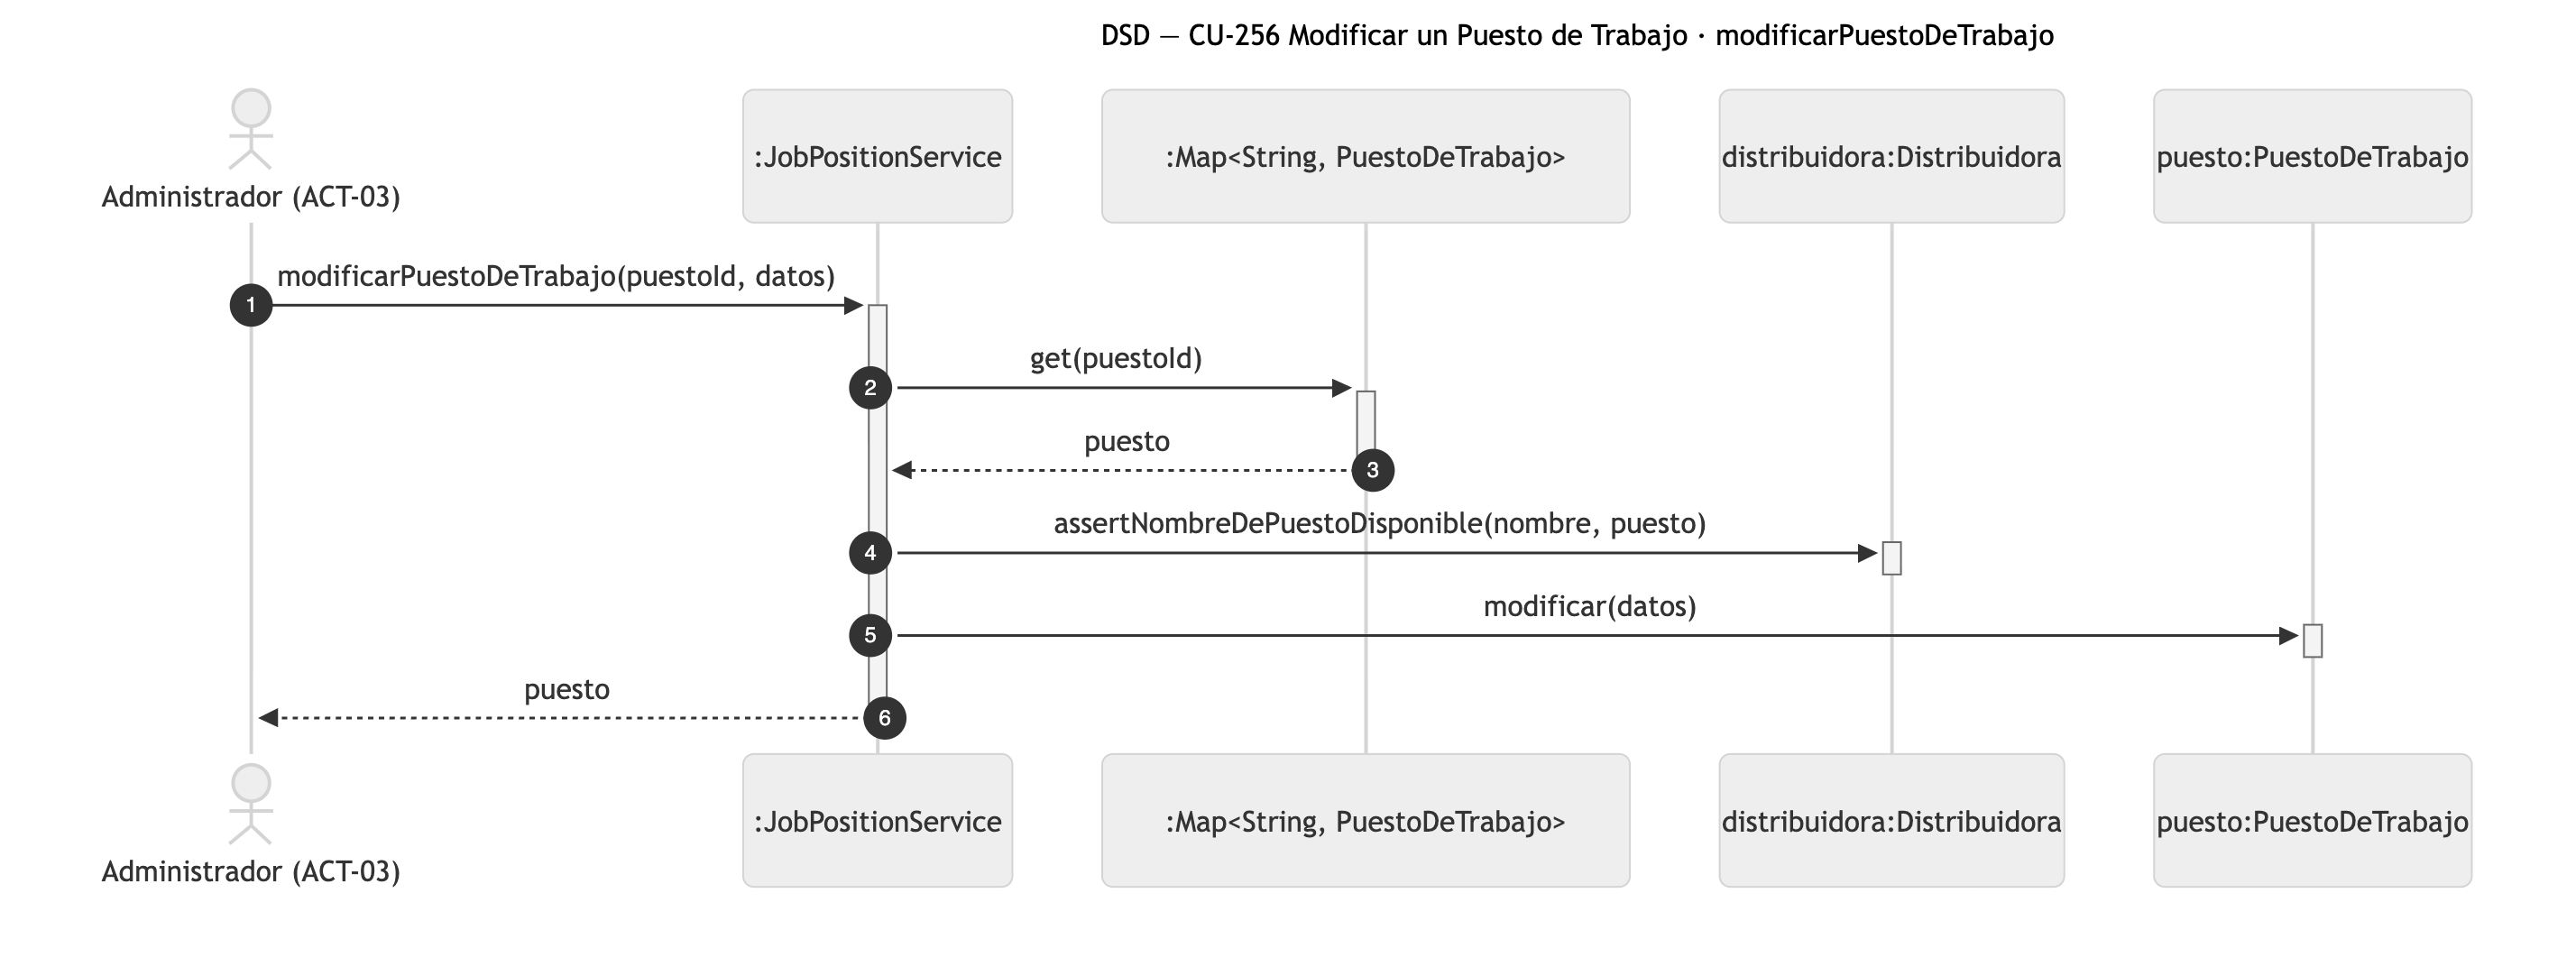 DSD — CU-256 Modificar un Puesto de Trabajo · modificarPuestoDeTrabajo
Administrador (ACT-03)
:JobPositionService
:Map<String, PuestoDeTrabajo>
distribuidora:Distribuidora
puesto:PuestoDeTrabajo
modificarPuestoDeTrabajo(puestoId, datos)
1
get(puestoId)
2
puesto
3
assertNombreDePuestoDisponible(nombre, puesto)
4
modificar(datos)
5
puesto
6
Administrador (ACT-03)
:JobPositionService
:Map<String, PuestoDeTrabajo>
distribuidora:Distribuidora
puesto:PuestoDeTrabajo